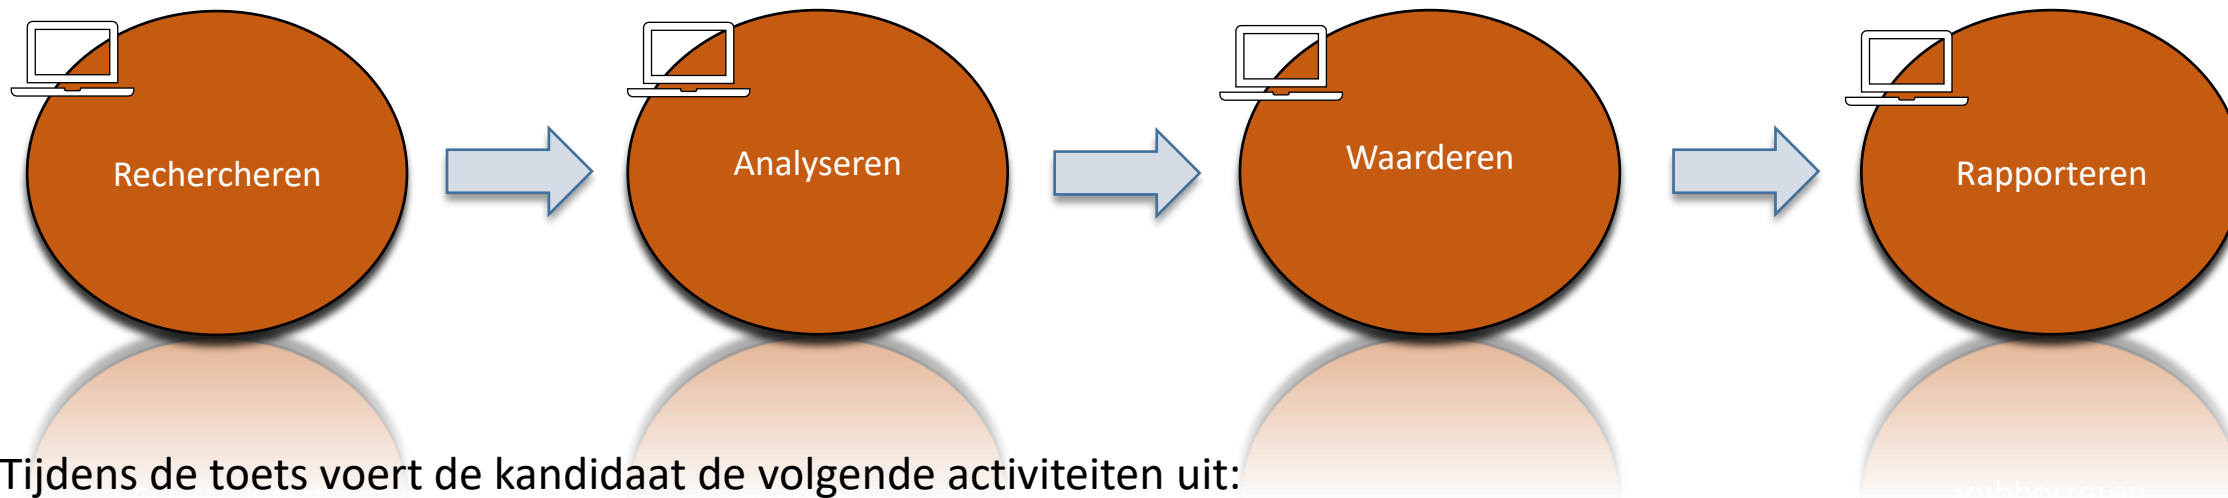 Rechercheren
Analyseren
Waarderen
Rapporteren
Tijdens de toets voert de kandidaat de volgende activiteiten uit: